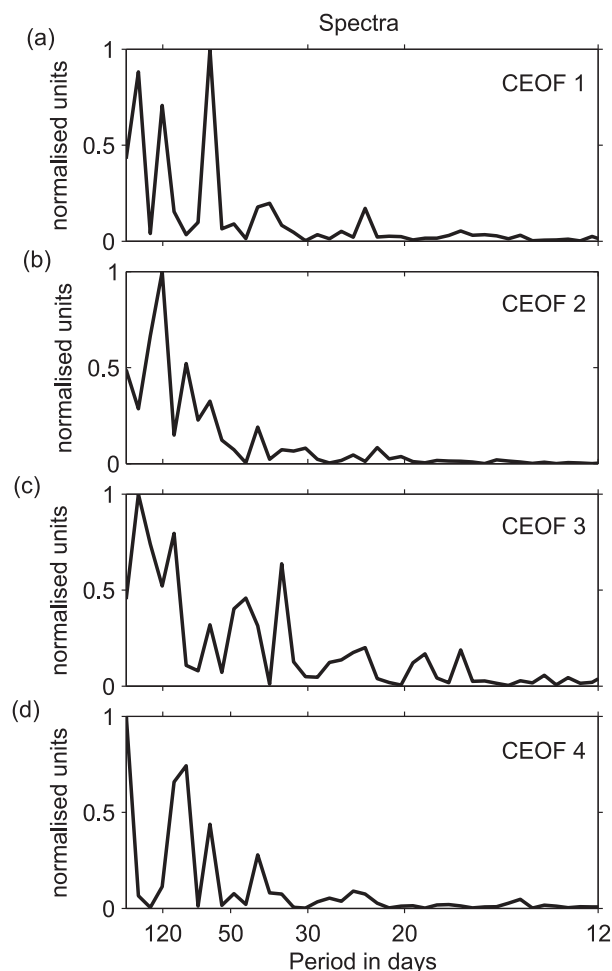 Spectra
(a)
1
0.5
0
normalised units
CEOF 1
(b)
1
0.5
0
normalised units
CEOF 2
(c)
1
0.5
0
normalised units
CEOF 3
(d)
1
0.5
0
normalised units
CEOF 4
120 50 30 20 12
Period in days